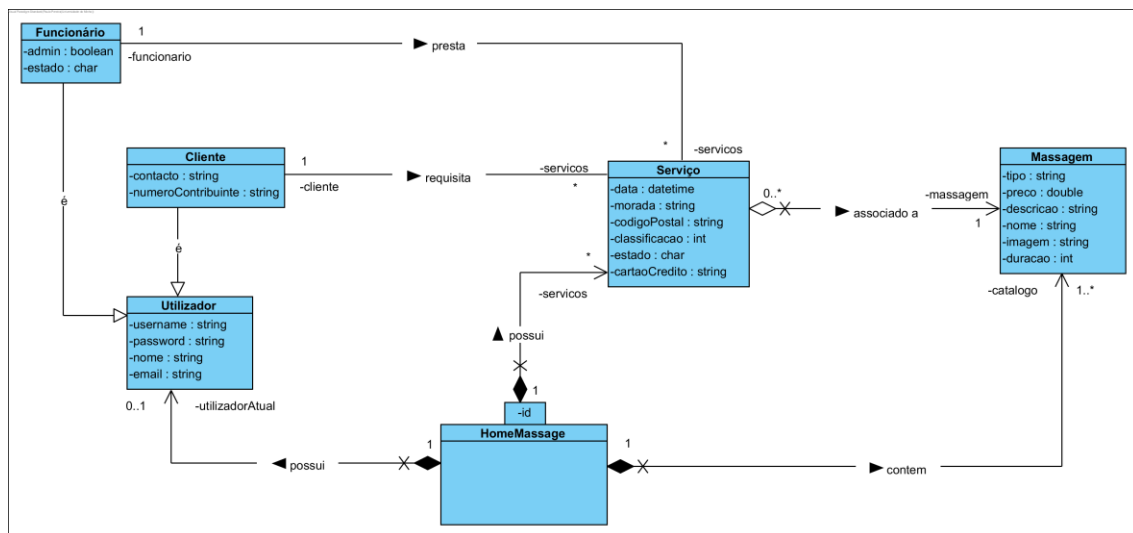 Funcionário
-admin : boolean
-estado : char
1
-funcionario
presta
*
-servicos
Cliente
-contacto : string
-numeroContribuinte : string
1
-cliente
requisita
-servicos
*
Serviço
-data : datetime
-morada : string
-codigoPostal : string
-classificacao : int
-estado : char
-cartaoCredito : string
0..*
associado a
-massagem
1
Massagem
-tipo : string
-preco : double
-descricao : string
-nome : string
-imagem : string
-duracao : int
é
é
Utilizador
-username : string
-password : string
-nome : string
-email : string
0..1
-utilizadorAtual
*
-servicos
possui
1
-id
HomeMassage
1
possui
1
contem
-catalogo
1..*